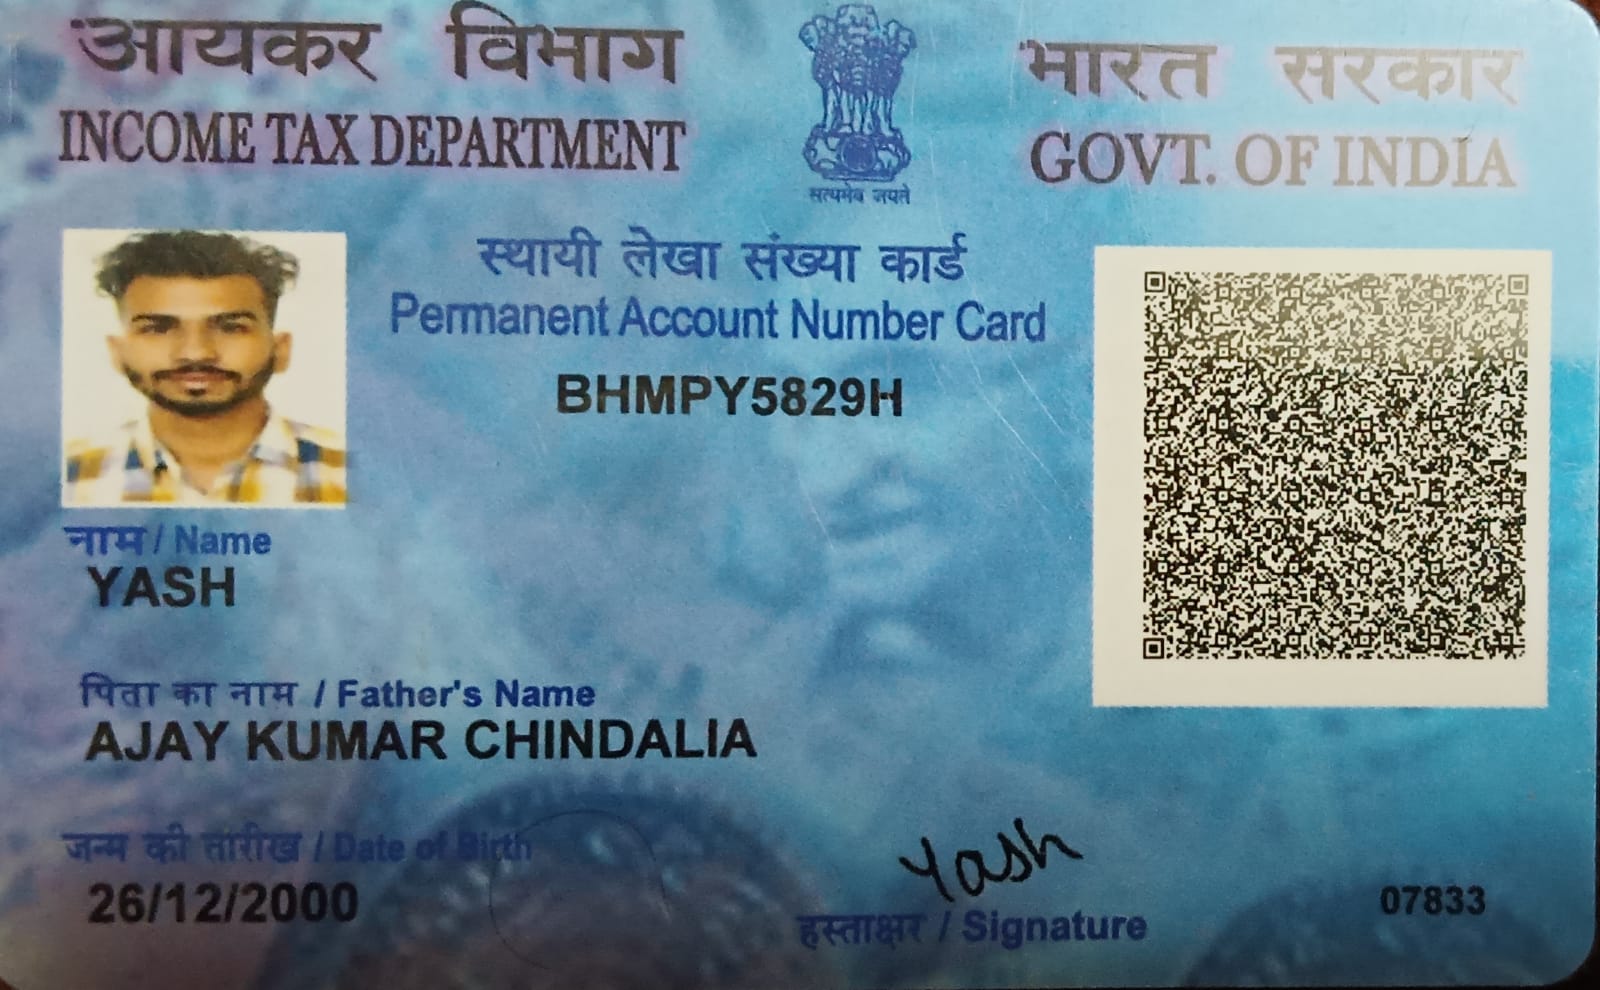 आयकर विभाग
INCOME TAX DEPARTMENT
सत्यमेव जयते
भारत सरकार
GOVT. OF INDIA
स्थायी लेखा संख्या कार्ड
Permanent Account Number Card
BHMPY5829H
नाम / Name
YASH
पिता का नाम / Father's Name
AJAY KUMAR CHINDALIA
जन्म की तारीख / Date of Birth
26/12/2000
Yash
हस्ताक्षर / Signature
07833